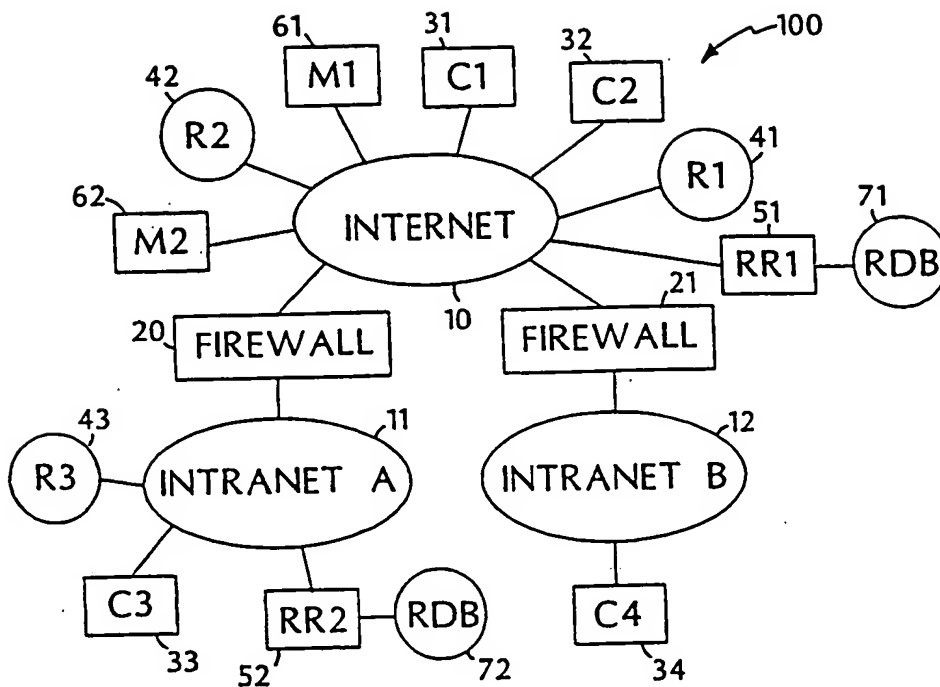 61
31
32
100
M1
C1
C2
42
R2
41
R1
62
M2
INTERNET
51
71
RR1
RDB
10
20
FIREWALL
21
FIREWALL
43
R3
11
INTRANET A
12
INTRANET B
C3
33
RR2
52
RDB
72
C4
34